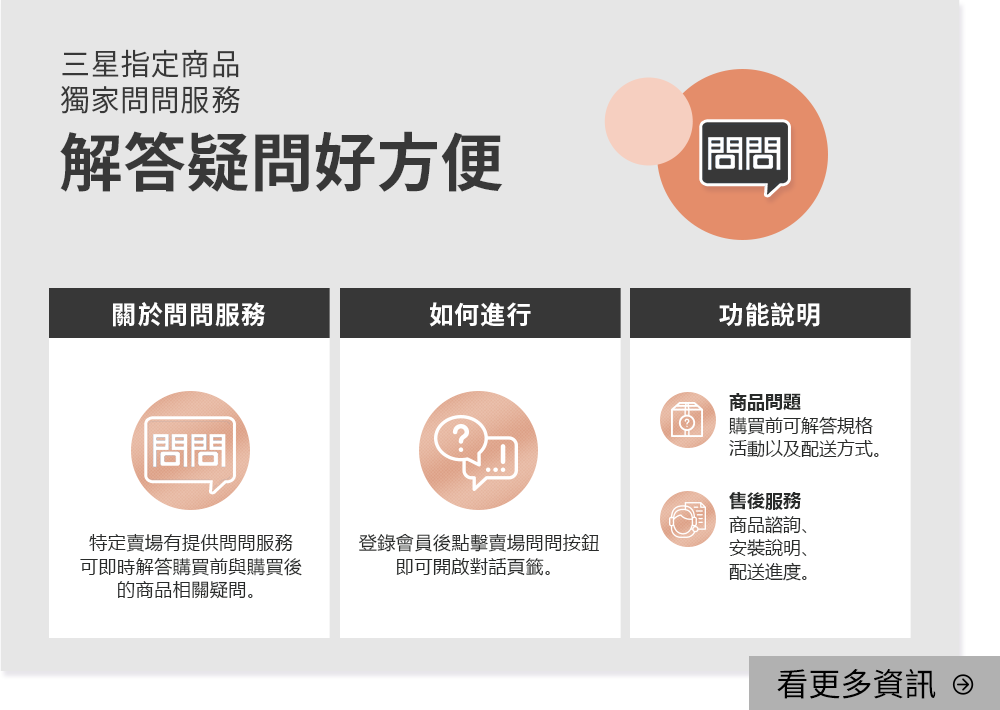 三星指定商品
獨家問問服務
解答疑問好方便
問問
關於問問服務
問問
特定賣場有提供問問服務
可即時解答購買前與購買後
的商品相關疑問。
如何進行
登錄會員後點擊賣場問問按鈕
即可開啟對話頁籤。
功能說明
商品問題
購買前可解答規格
活動以及配送方式。
售後服務
商品諮詢、
安裝說明、
配送進度。
看更多資訊